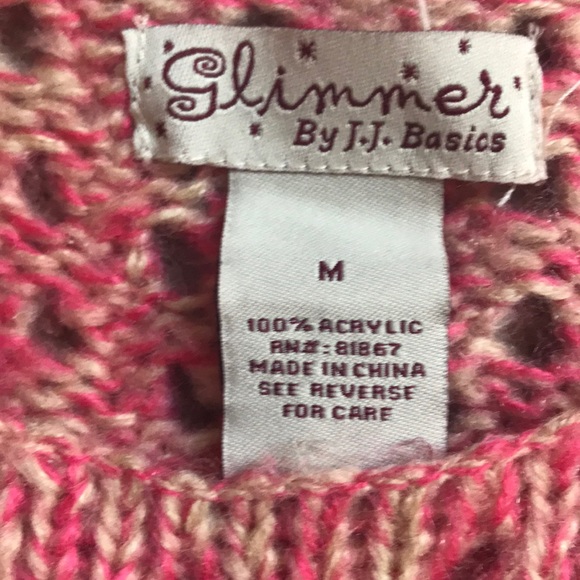 Glimmer
By J.J. Basics
M
100% ACRYLIC
RN#: 81867
MADE IN CHINA
SEE REVERSE
FOR CARE